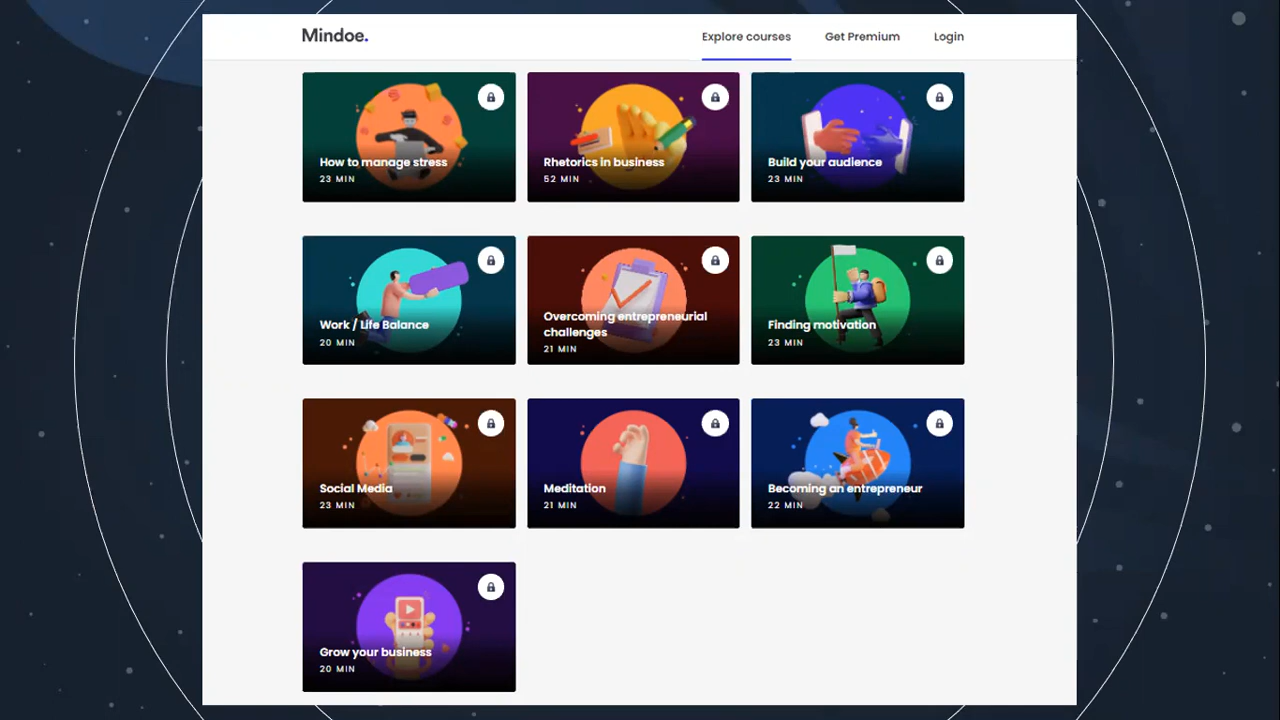 Mindoe.
Explore courses
Get Premium
Login
How to manage stress
23 MIN
Rhetorics in business
52 MIN
Build your audience
23 MIN
Work / Life Balance
20 MIN
Overcoming entrepreneurial
challenges
21 MIN
Finding motivation
23 MIN
Social Media
23 MIN
Meditation
21 MIN
Becoming an entrepreneur
22 MIN
Grow your business
20 MIN